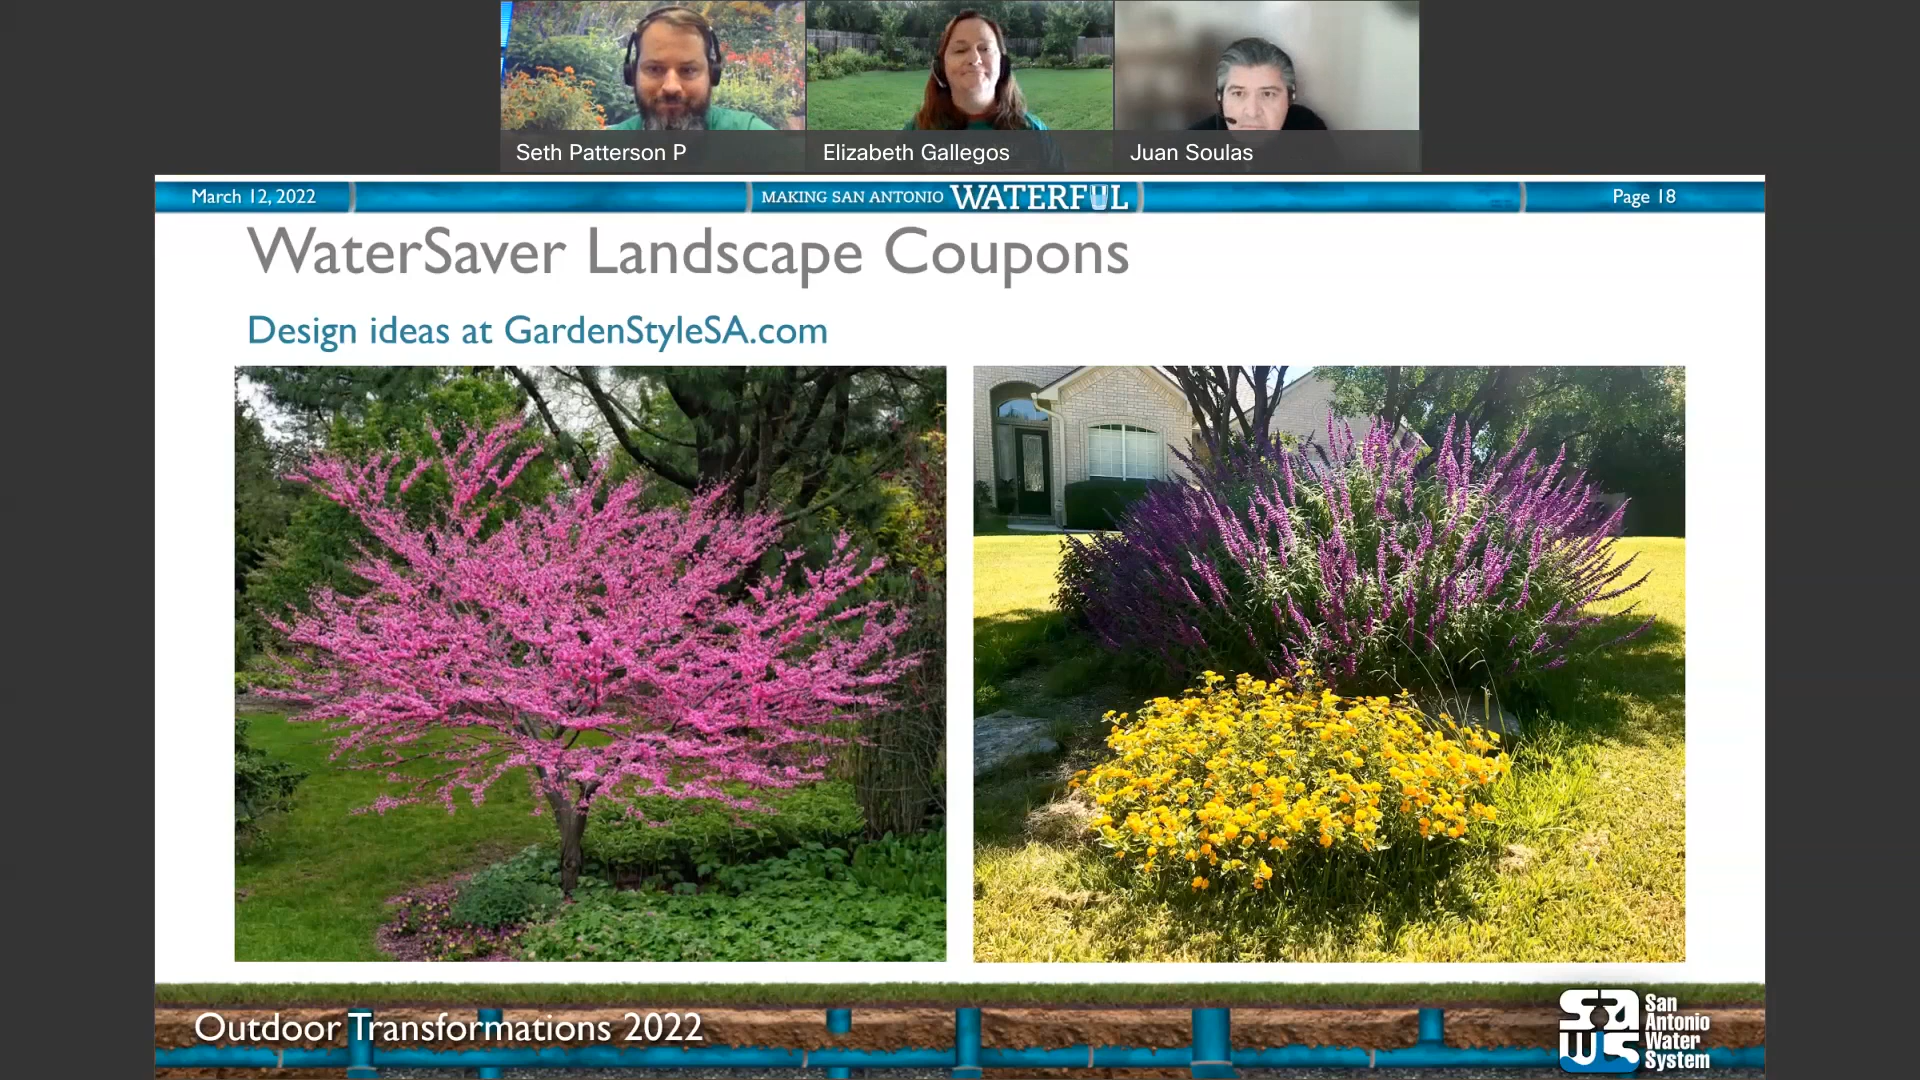 Seth Patterson P
Elizabeth Gallegos
Juan Soulas
March 12, 2022
MAKING SAN ANTONIO WATERFUL
Page 18
WaterSaver Landscape Coupons
Design ideas at GardenStyleSA.com
Outdoor Transformations 2022
SAWS
San
Antonio
Water
System